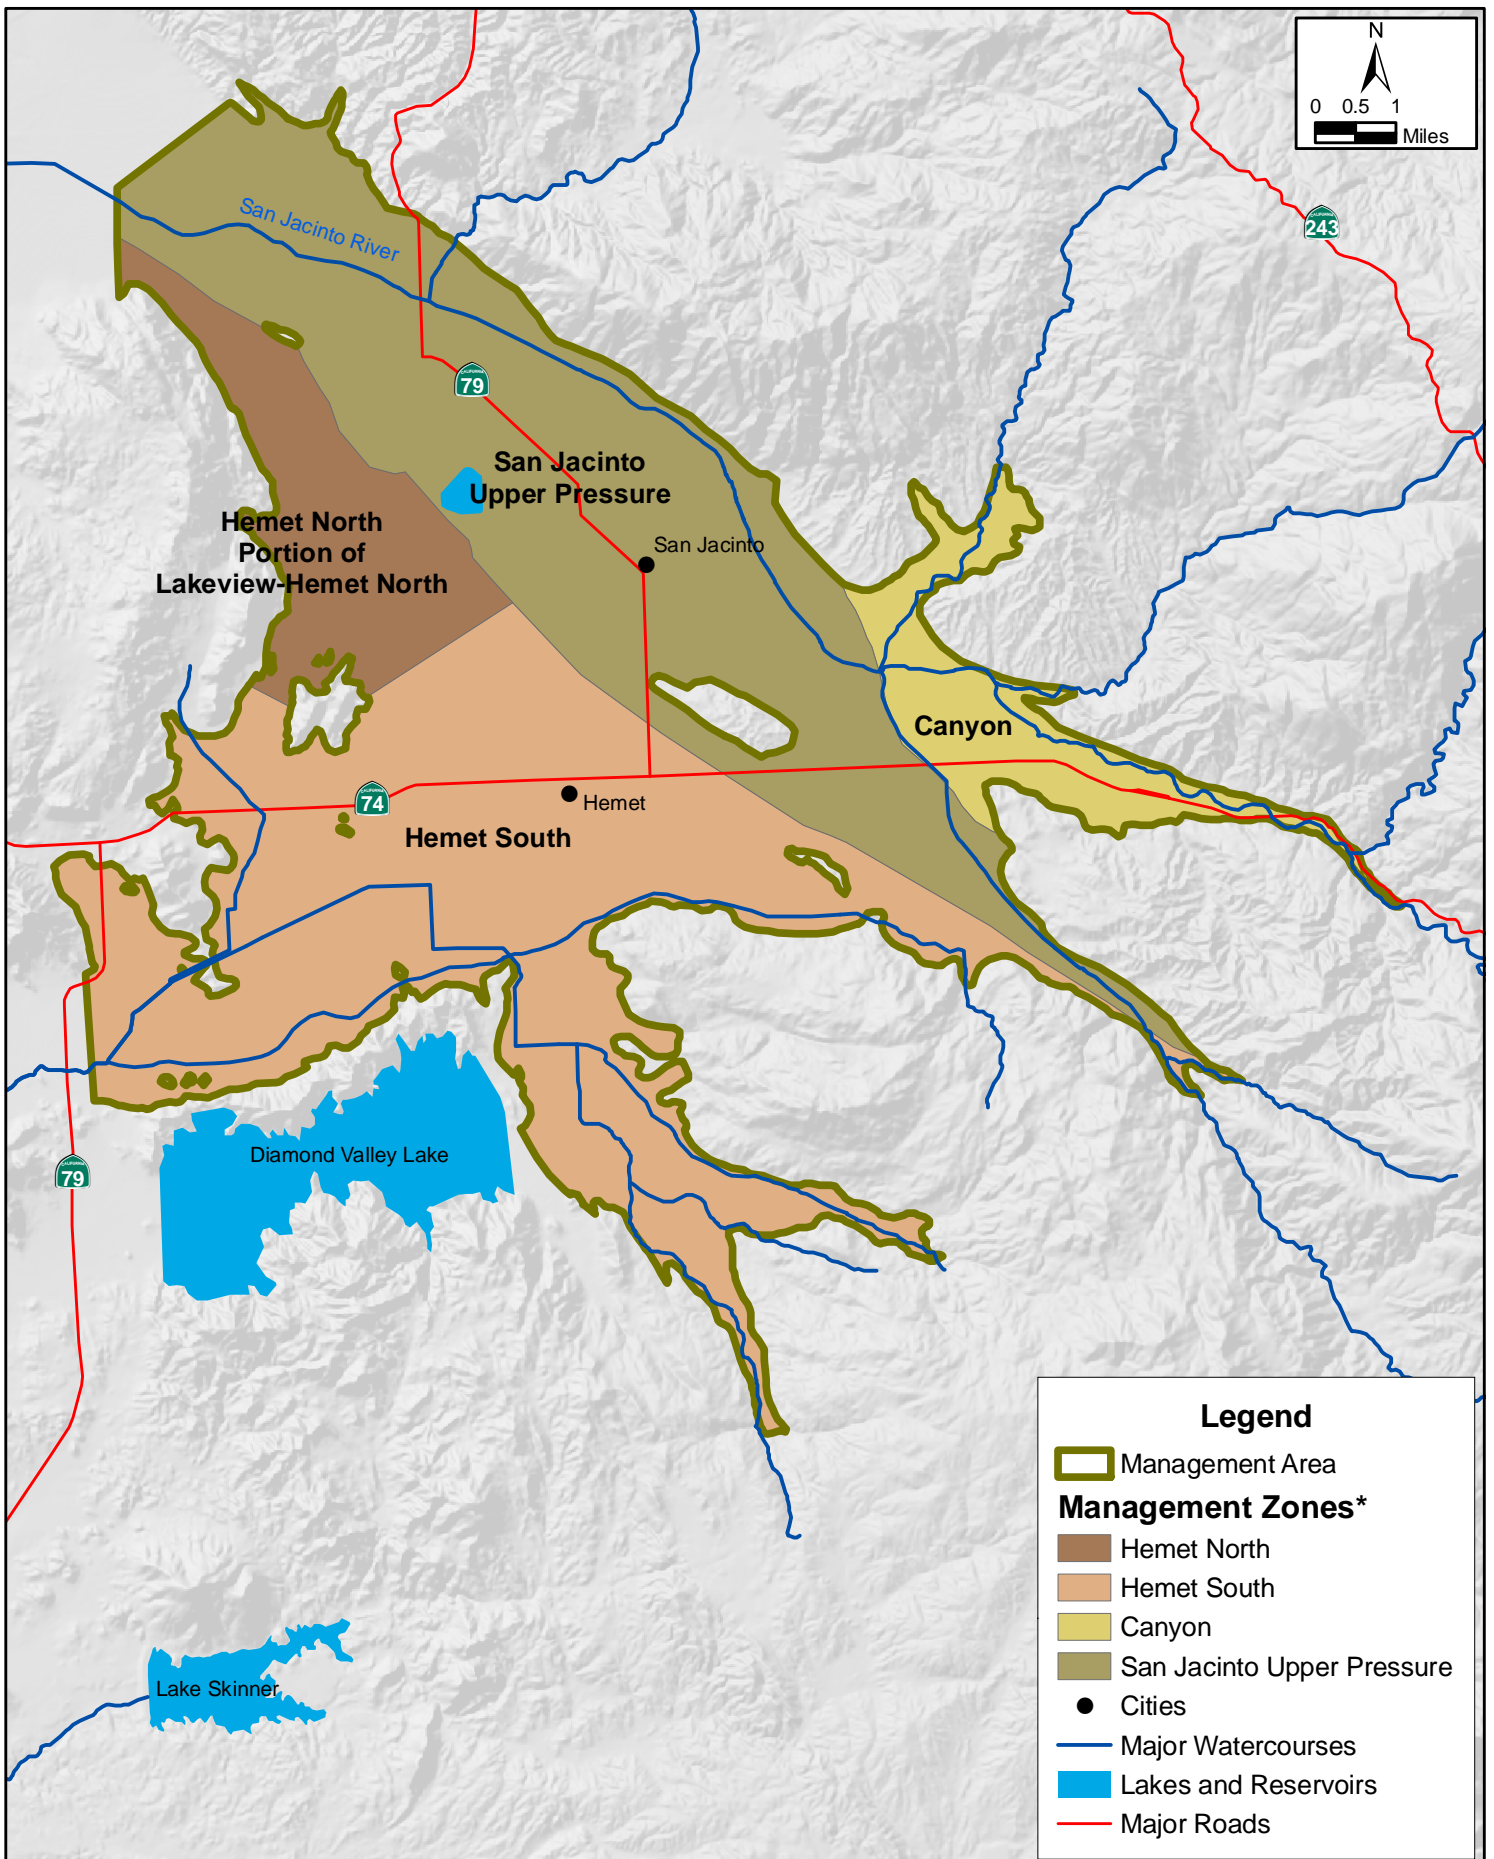 N
0 0.5 1
Miles
243
San Jacinto River
79
San Jacinto
Upper Pressure
Hemet North
Portion of
Lakeview-Hemet North
San Jacinto
Canyon
74
Hemet
Hemet South
Diamond Valley Lake
79
Lake Skinner
Legend
Management Area
Management Zones*
Hemet North
Hemet South
Canyon
San Jacinto Upper Pressure
Cities
Major Watercourses
Lakes and Reservoirs
Major Roads